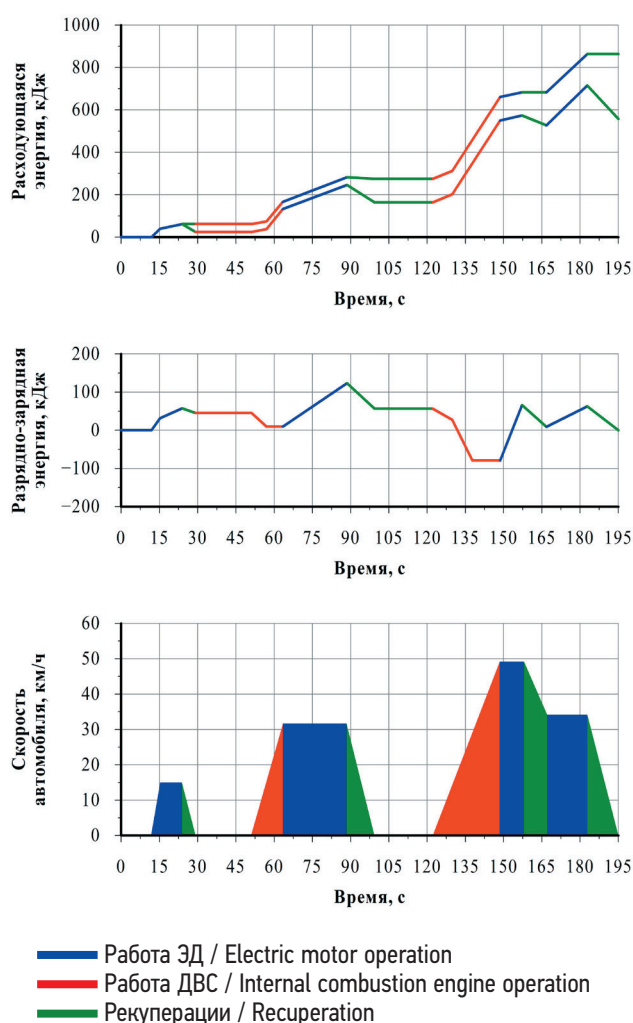 Расходующаяся
энергия, кДж
1000
800
600
400
200
0
0 15 30 45 60 75 90 105 120 135 150 165 180 195
Время, с
Разрядно-зарядная
энергия, кДж
200
100
0
−100
−200
0 15 30 45 60 75 90 105 120 135 150 165 180 195
Время, с
Скорость
автомобиля, км/ч
60
50
40
30
20
10
0
0 15 30 45 60 75 90 105 120 135 150 165 180 195
Время, с
Работа ЭД / Electric motor operation
Работа ДВС / Internal combustion engine operation
Рекуперации / Recuperation